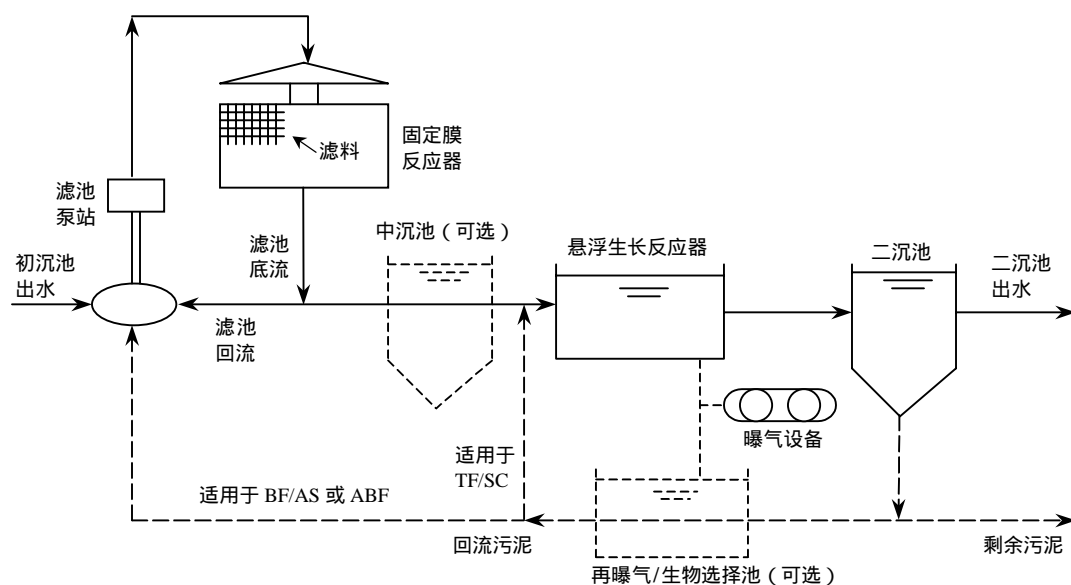 固定膜
反应器
滤料
滤池
泵站
滤池
底流
中沉池（可选）
悬浮生长反应器
二沉池
初沉池
出水
二沉池
出水
滤池
回流
曝气设备
适用于
TF/SC
适用于 BF/AS 或 ABF
回流污泥
剩余污泥
再曝气/生物选择池（可选）